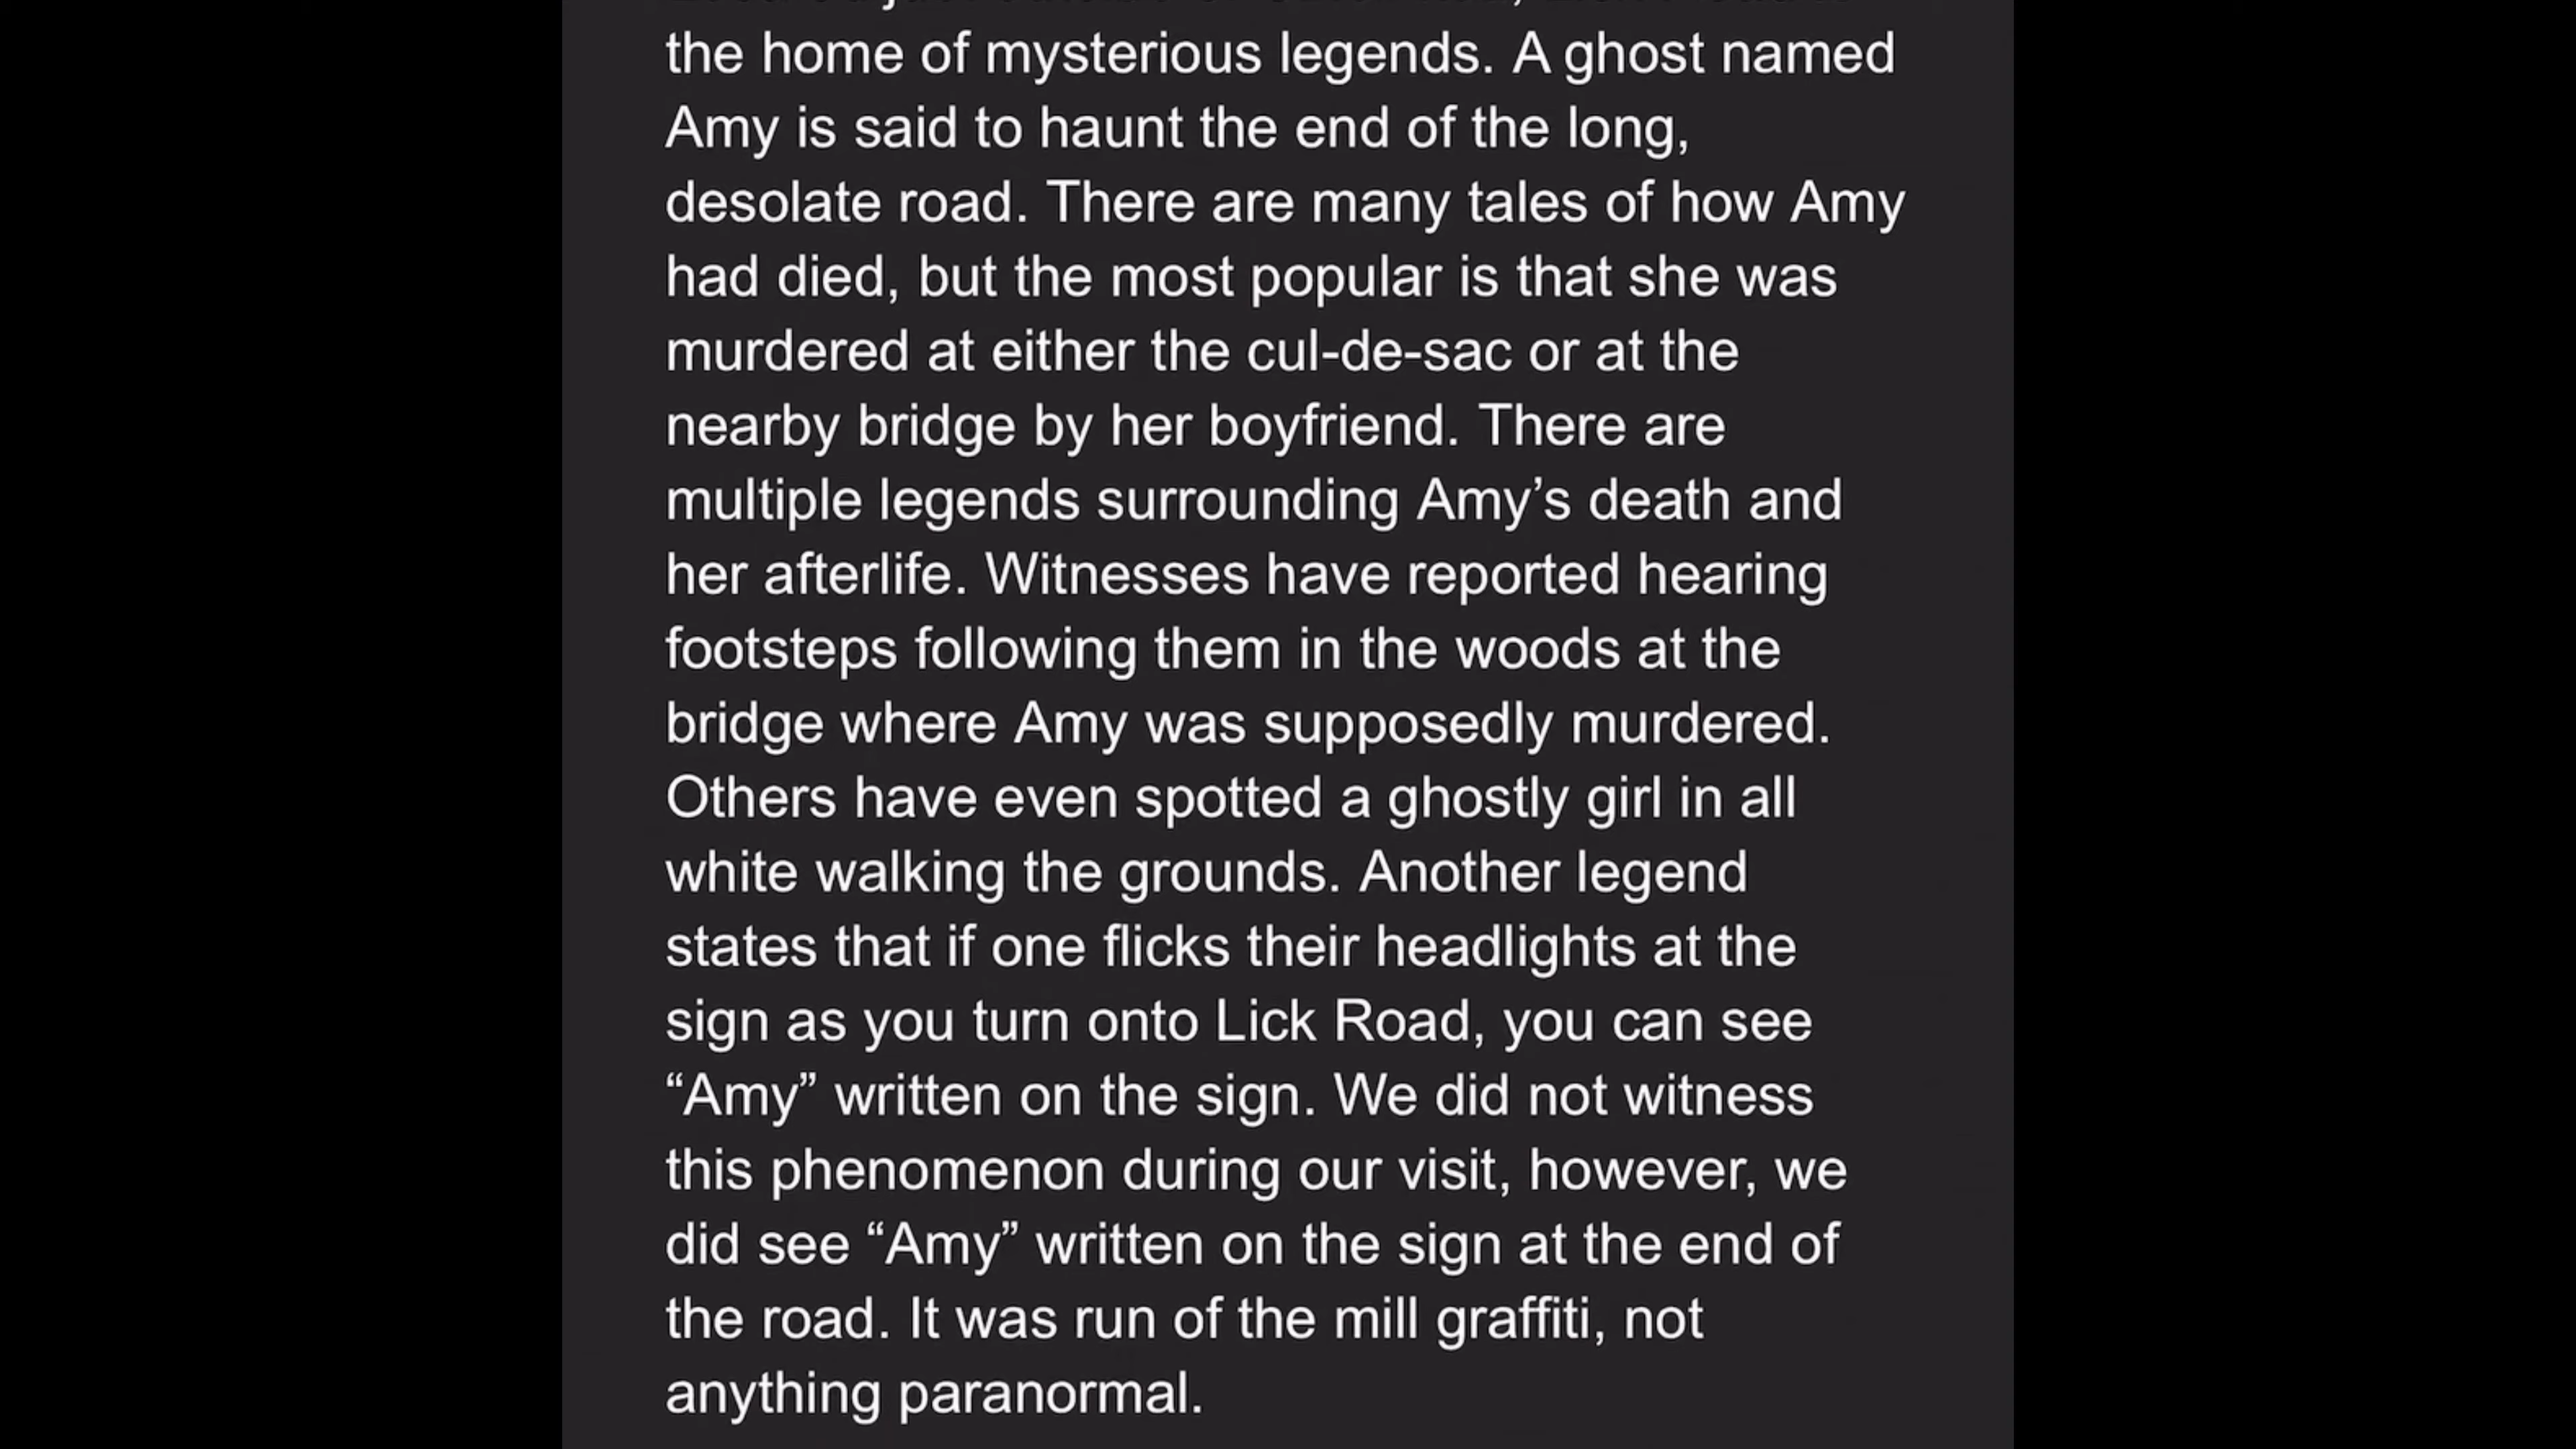 the home of mysterious legends. A ghost named
Amy is said to haunt the end of the long,
desolate road. There are many tales of how Amy
had died, but the most popular is that she was
murdered at either the cul-de-sac or at the
nearby bridge by her boyfriend. There are
multiple legends surrounding Amy’s death and
her afterlife. Witnesses have reported hearing
footsteps following them in the woods at the
bridge where Amy was supposedly murdered.
Others have even spotted a ghostly girl in all
white walking the grounds. Another legend
states that if one flicks their headlights at the
sign as you turn onto Lick Road, you can see
“Amy” written on the sign. We did not witness
this phenomenon during our visit, however, we
did see “Amy” written on the sign at the end of
the road. It was run of the mill graffiti, not
anything paranormal.